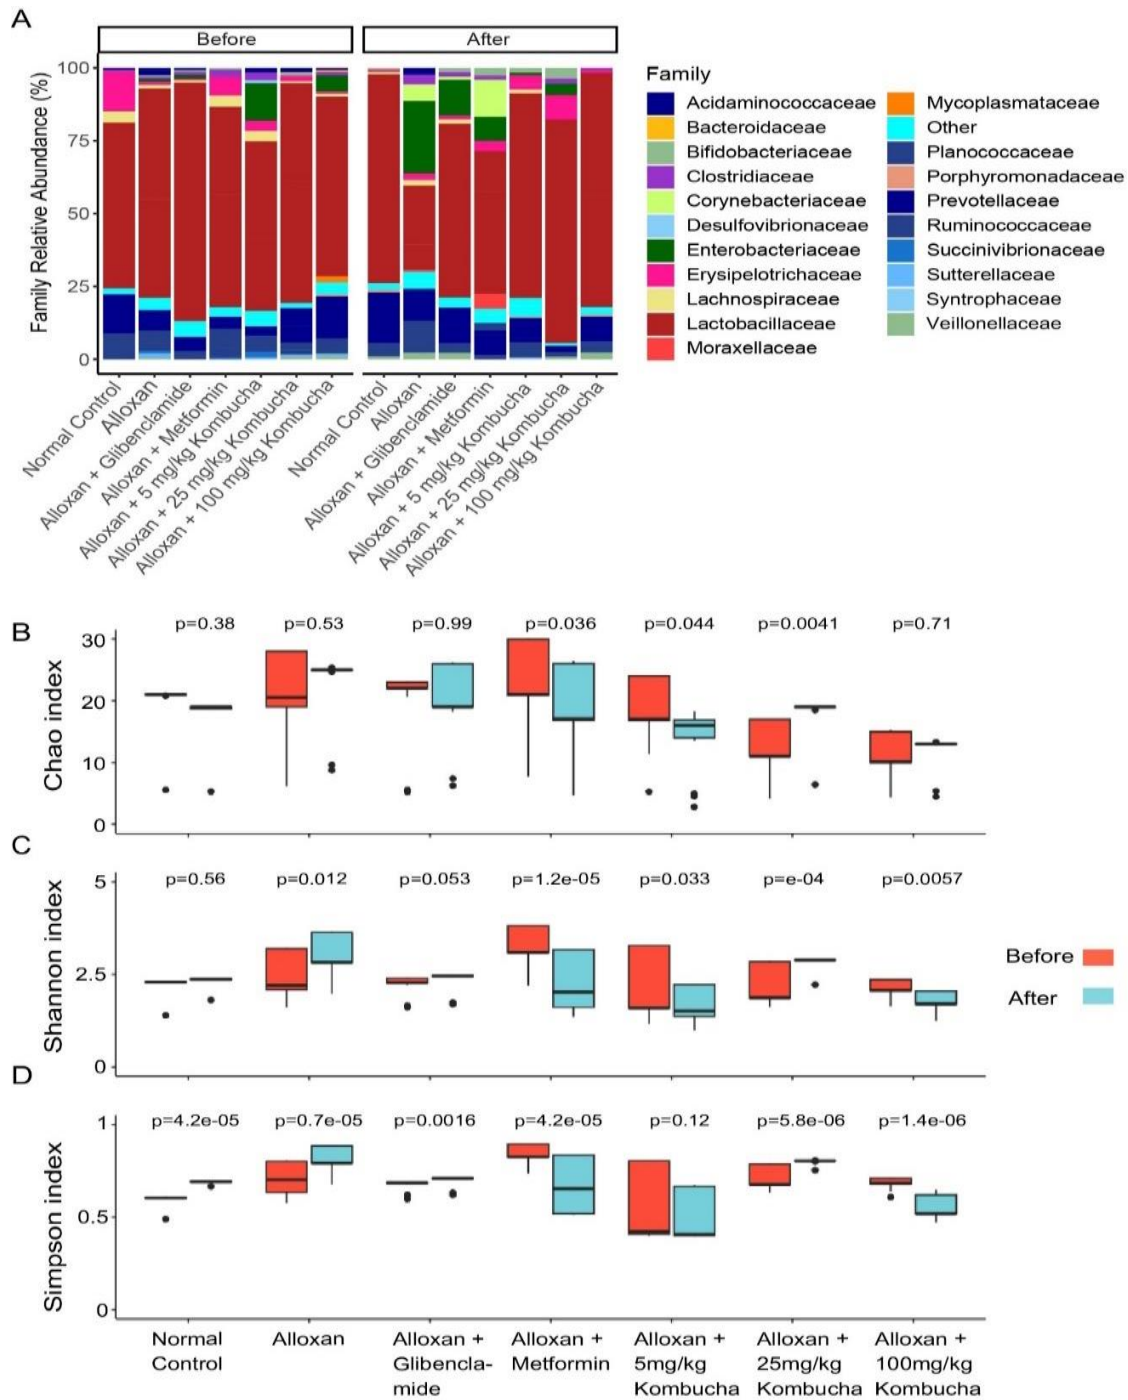 A
Before
After
Family Relative Abundance (%)
100
75
50
25
0
Normal Control
Alloxan
Alloxan + Glibenclamide
Alloxan + Metformin
Alloxan + 5 mg/kg Kombucha
Alloxan + 25 mg/kg Kombucha
Alloxan + 100 mg/kg Kombucha
Normal Control
Alloxan
Alloxan + Glibenclamide
Alloxan + Metformin
Alloxan + 5 mg/kg Kombucha
Alloxan + 25 mg/kg Kombucha
Alloxan + 100 mg/kg Kombucha
Family
Acidaminococcaceae
Bacteroidaceae
Bifidobacteriaceae
Clostridiaceae
Corynebacteriaceae
Desulfovibrionaceae
Enterobacteriaceae
Erysipelotrichaceae
Lachnospiraceae
Lactobacillaceae
Moraxellaceae
Mycoplasmataceae
Other
Planococcaceae
Porphyromonadaceae
Prevotellaceae
Ruminococcaceae
Succinivibrionaceae
Sutterellaceae
Syntrophaceae
Veillonellaceae
B
Chao index
30
20
10
0
p=0.38 p=0.53 p=0.99 p=0.036 p=0.044 p=0.0041 p=0.71
C
Shannon index
5
2.5
0
p=0.56 p=0.012 p=0.053 p=1.2e-05 p=0.033 p=e-04 p=0.0057
Before
After
D
Simpson index
1
0.5
0
p=4.2e-05 p=0.7e-05 p=0.0016 p=4.2e-05 p=0.12 p=5.8e-06 p=1.4e-06
Normal
Control
Alloxan
Alloxan +
Glibencla-
mide
Alloxan +
Metformin
Alloxan +
5mg/kg
Kombucha
Alloxan +
25mg/kg
Kombucha
Alloxan +
100mg/kg
Kombucha